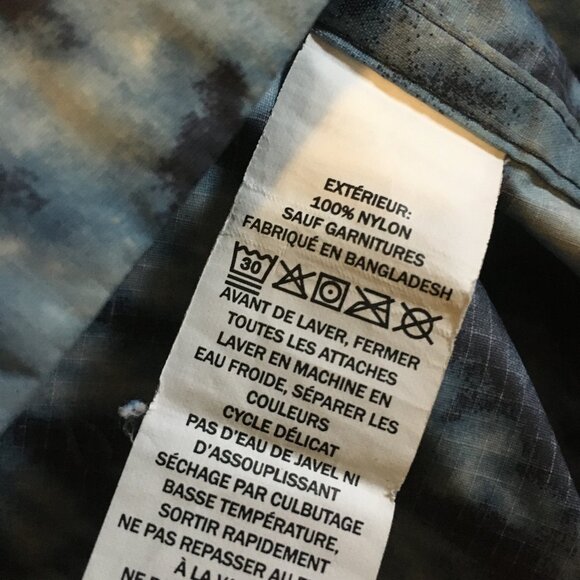 EXTÉRIEUR:
100% NYLON
SAUF GARNITURES
FABRIQUÉ EN BANGLADESH
30
AVANT DE LAVER, FERMER
TOUTES LES ATTACHES
LAVER EN MACHINE EN
EAU FROIDE, SÉPARER LES
COULEURS
CYCLE DÉLICAT
PAS D'EAU DE JAVEL NI
D'ASSOUPLISSANT
SÉCHAGE PAR CULBUTAGE
BASSE TEMPÉRATURE,
SORTIR RAPIDEMENT
NE PAS REPASSER AU FER